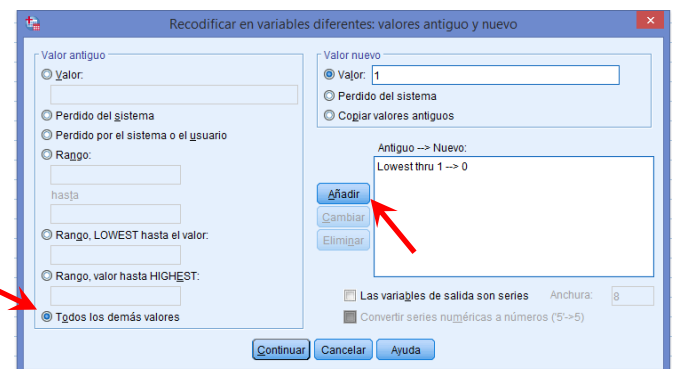 Recodificar en variables diferentes: valores antiguo y nuevo
Valor antiguo
Valor:
Perdido del sistema
Perdido por el sistema o el usuario
Rango:
hasta
Rango, LOWEST hasta el valor:
Rango, valor hasta HIGHEST:
Todos los demás valores
Valor nuevo
Valor: 1
Perdido del sistema
Copiar valores antiguos
Antiguo --> Nuevo:
Lowest thru 1 --> 0
Añadir
Cambiar
Eliminar
Las variables de salida son series Anchura: 8
Convertir series numéricas a números ('5'->5)
Continuar Cancelar Ayuda